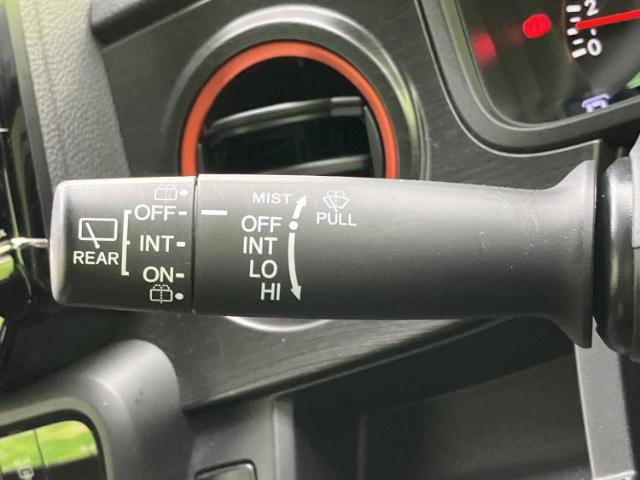 2
0
MIST
OFF
OFF
PULL
INT
INT
REAR
LO
ON
HI